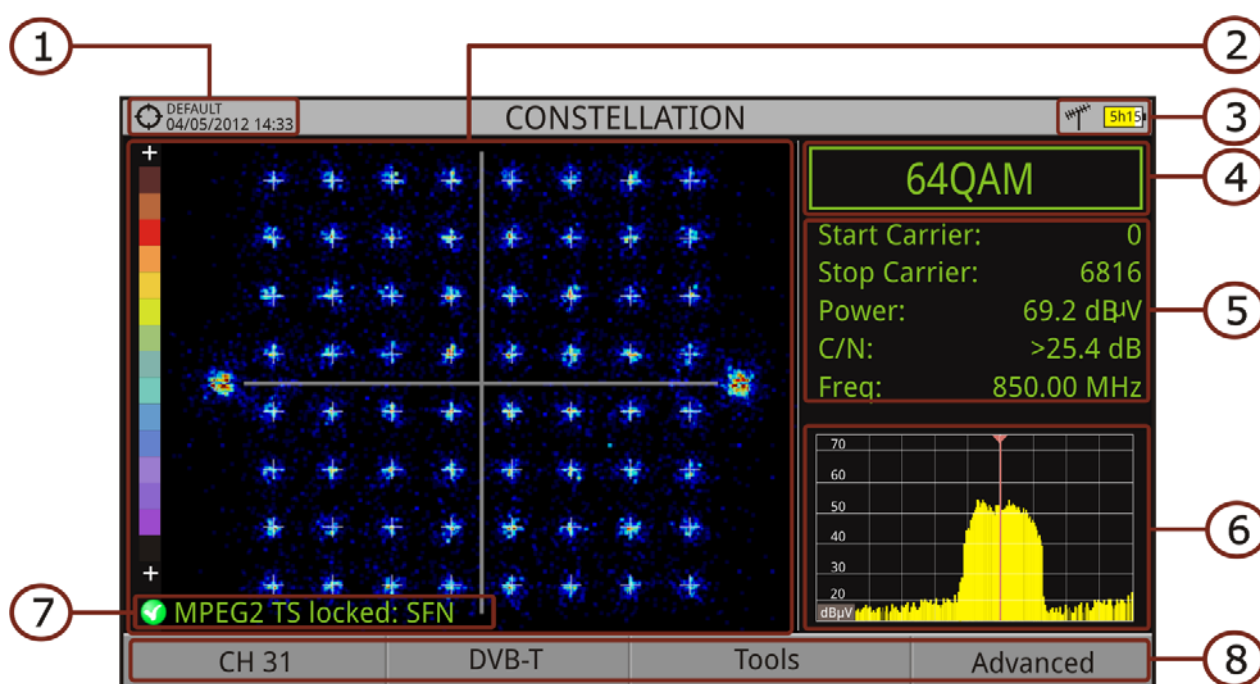 1
2
3
DEFAULT
04/05/2012 14:33
CONSTELLATION
5h15
+
64QAM
4
Start Carrier: 0
Stop Carrier: 6816
Power: 69.2 dBµV
5
C/N: >25.4 dB
Freq: 850.00 MHz
70
60
50
6
40
30
20
dBµV
+
7
MPEG2 TS locked: SFN
CH 31
DVB-T
Tools
Advanced
8